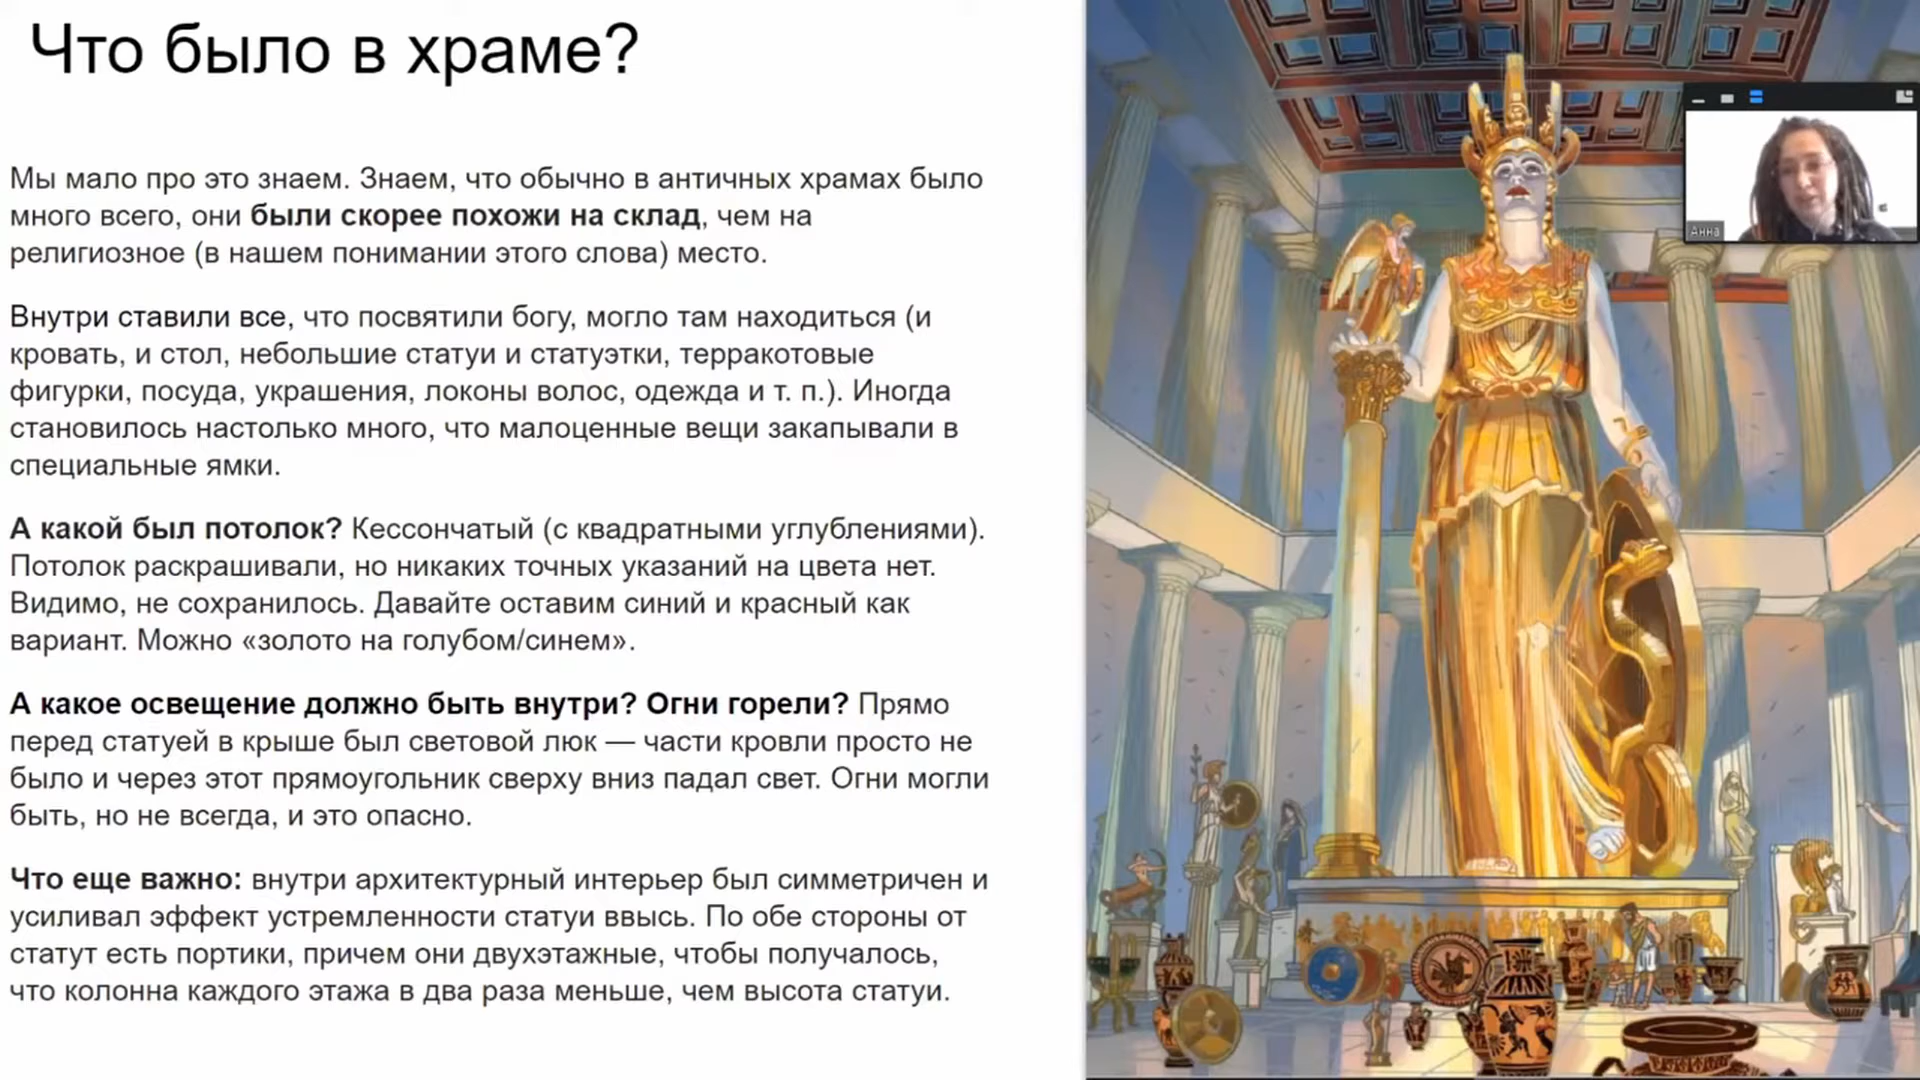 Что было в храме?
Мы мало про это знаем. Знаем, что обычно в античных храмах было
много всего, они были скорее похожи на склад, чем на
религиозное (в нашем понимании этого слова) место.
Внутри ставили все, что посвятили богу, могло там находиться (и
кровать, и стол, небольшие статуи и статуэтки, терракотовые
фигурки, посуда, украшения, локоны волос, одежда и т. п.). Иногда
становилось настолько много, что малоценные вещи закапывали в
специальные ямки.
А какой был потолок? Кессончатый (с квадратными углублениями).
Потолок раскрашивали, но никаких точных указаний на цвета нет.
Видимо, не сохранилось. Давайте оставим синий и красный как
вариант. Можно «золото на голубом/синем».
А какое освещение должно быть внутри? Огни горели? Прямо
перед статуей в крыше был световой люк — части кровли просто не
было и через этот прямоугольник сверху вниз падал свет. Огни могли
быть, но не всегда, и это опасно.
Что еще важно: внутри архитектурный интерьер был симметричен и
усиливал эффект устремленности статуи ввысь. По обе стороны от
статут есть портики, причем они двухэтажные, чтобы получалось,
что колонна каждого этажа в два раза меньше, чем высота статуи.
Анна